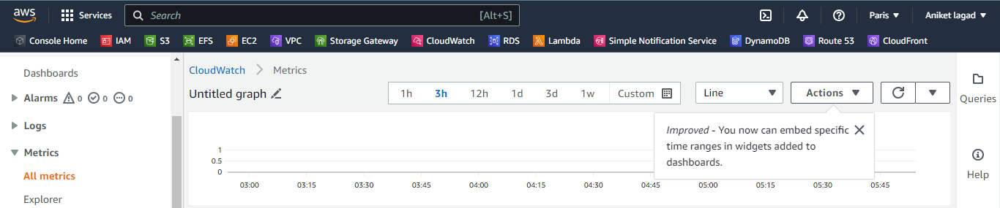 aws Services Search [Alt+S] Paris Aniket lagad
Console Home IAM S3 EFS EC2 VPC Storage Gateway CloudWatch RDS Lambda Simple Notification Service DynamoDB Route 53 CloudFront
Dashboards
Alarms 0 0 0
Logs
Metrics
All metrics
Explorer
CloudWatch Metrics
Untitled graph
1h 3h 12h 1d 3d 1w Custom
Line
Actions
Improved - You now can embed specific
time ranges in widgets added to
dashboards.
1
0.5
0
03:00 03:15 03:30 03:45 04:00 04:15 04:30 04:45 05:00 05:15 05:30 05:45
Queries
Help